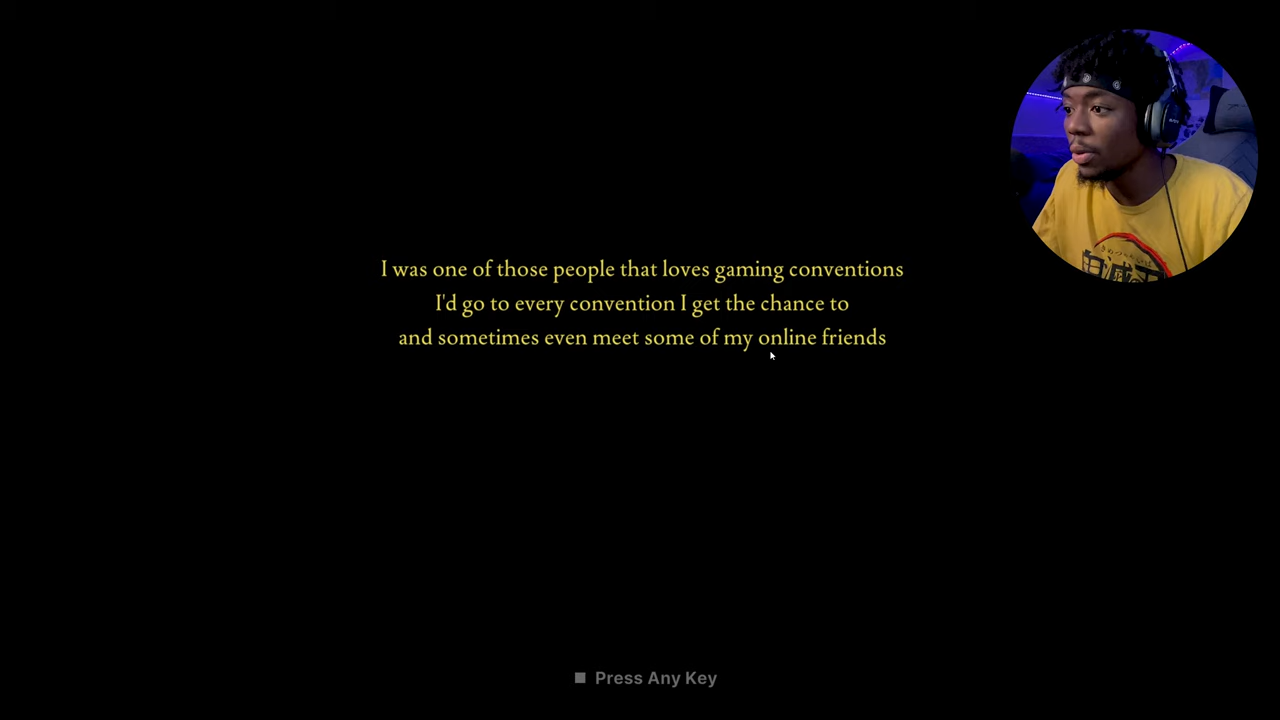 I was one of those people that loves gaming conventions
I'd go to every convention I get the chance to
and sometimes even meet some of my online friends
Press Any Key